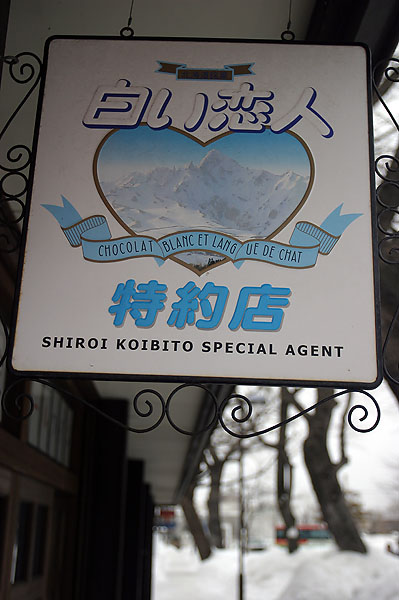 白い恋人
CHOCOLAT BLANC ET LANGUE DE CHAT
特約店
SHIROI KOIBITO SPECIAL AGENT